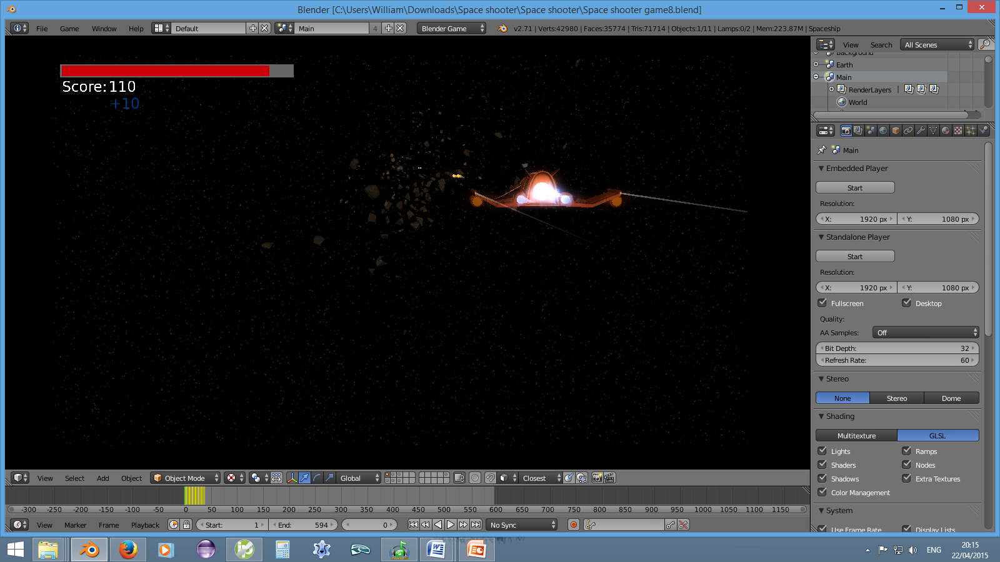 Blender [C:\Users\William\Downloads\Space shooter\Space shooter\Space shooter game8.blend]
File Game Window Help Default Main 4 Blender Game v2.71 | Verts:42980 | Faces:35774 | Tris:71714 | Objects:1/11 | Lamps:0/2 | Mem:223.87M | Spaceship
View Search All Scenes
Background
Earth
Main
RenderLayers
World
Score: 110
+10
Main
Embedded Player
Start
Resolution:
X: 1920 px Y: 1080 px
Standalone Player
Start
Resolution:
X: 1920 px Y: 1080 px
Fullscreen Desktop
Quality:
AA Samples: Off
Bit Depth: 32
Refresh Rate: 60
Stereo
None Stereo Dome
Shading
Multitexture GLSL
Lights Ramps
Shaders Nodes
Shadows Extra Textures
Color Management
System
Use Frame Rate Display Lists
View Select Add Object Object Mode Global Closest
-300 -250 -200 -150 -100 -50 0 50 100 150 200 250 300 350 400 450 500 550 600 650 700 750 800 850 900 950 1000 1050 1100 1150
View Marker Frame Playback Start: 1 End: 594 0 No Sync
ENG
20:15
22/04/2015